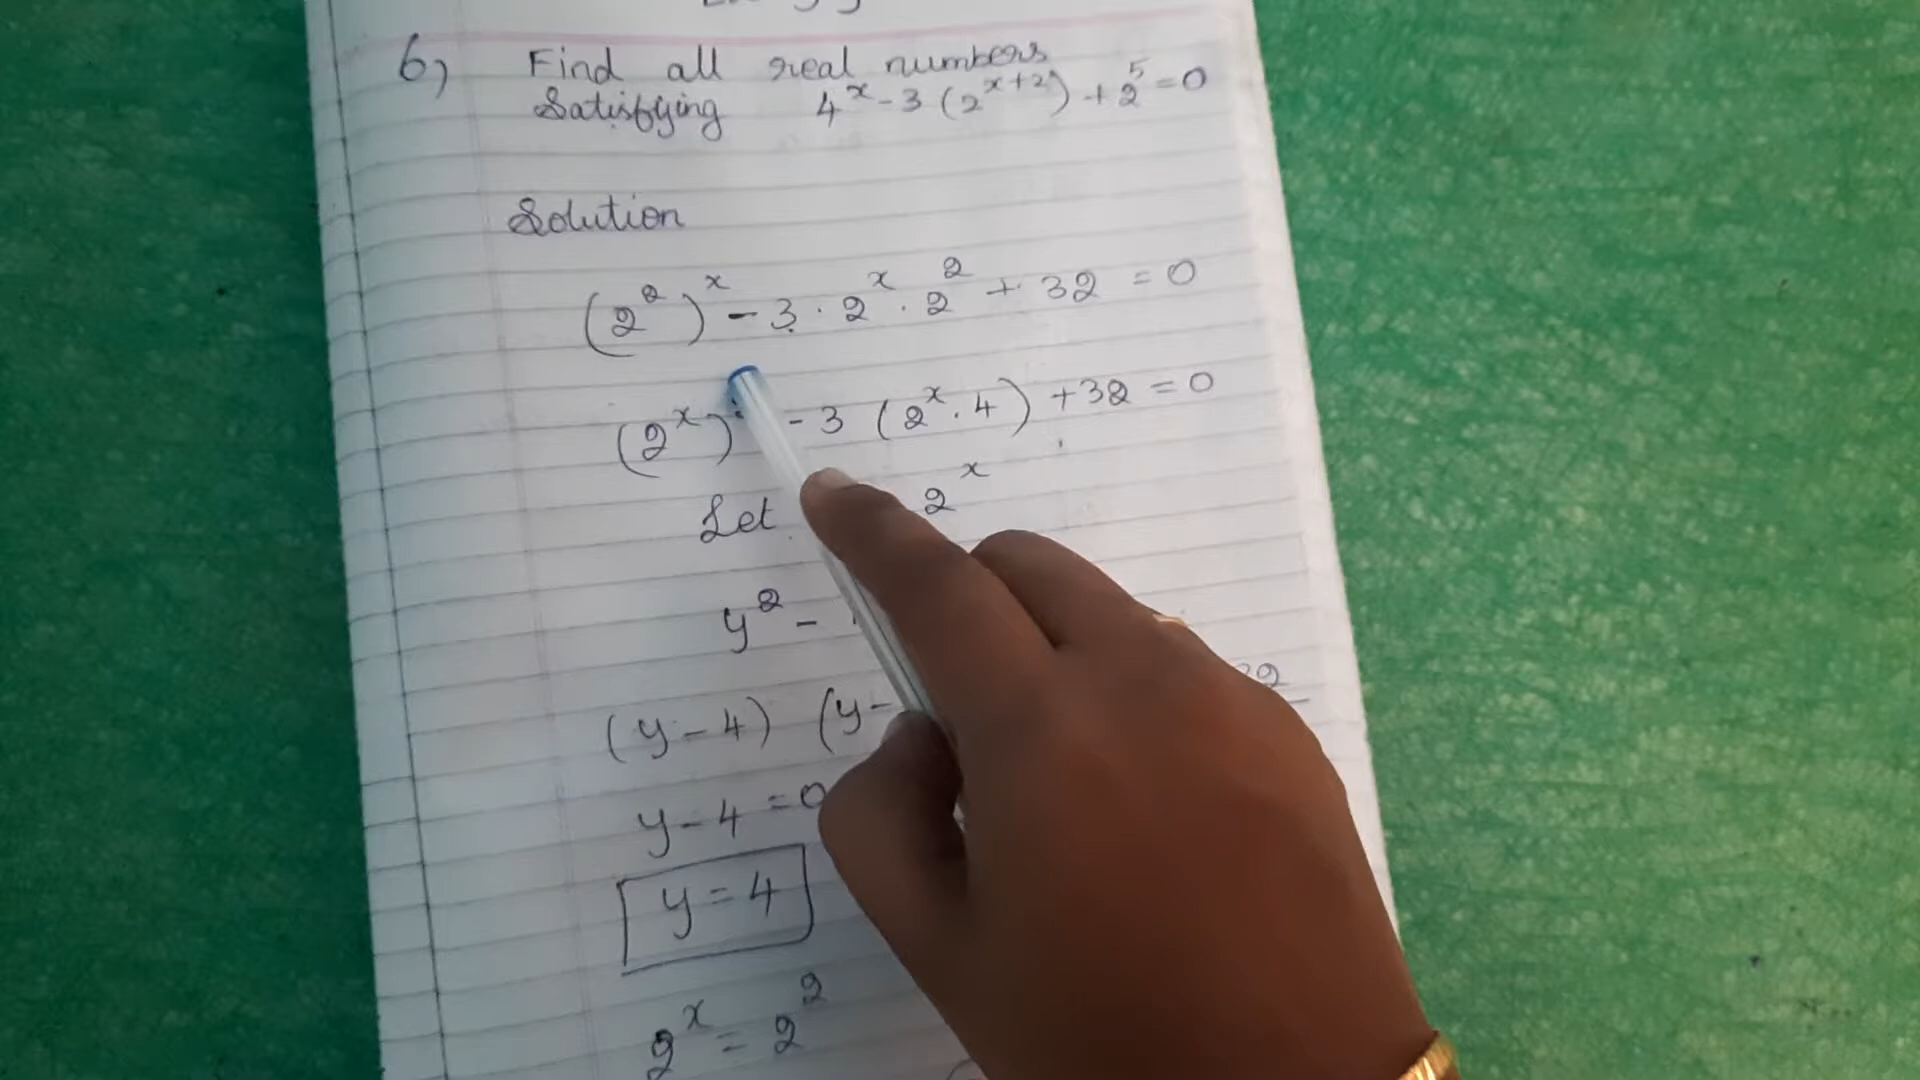 6) Find all real numbers
Satisfying 4^x - 3 (2^(x+2)) + 2^5 = 0
Solution
(2^2)^x - 3 · 2^x · 2^2 + 32 = 0
(2^x) - 3 (2^x · 4) + 32 = 0
Let 2^x
y^2 -
(y - 4) (y -
32
y - 4 = 0
y = 4
2^x = 2^2